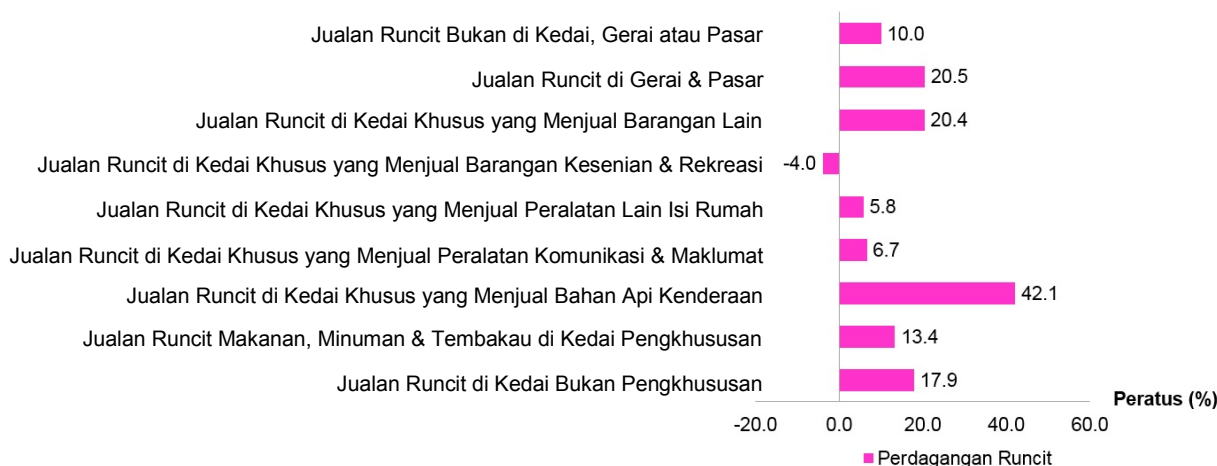 Jualan Runcit Bukan di Kedai, Gerai atau Pasar 10.0
Jualan Runcit di Gerai & Pasar 20.5
Jualan Runcit di Kedai Khusus yang Menjual Barangan Lain 20.4
Jualan Runcit di Kedai Khusus yang Menjual Barangan Kesenian & Rekreasi -4.0
Jualan Runcit di Kedai Khusus yang Menjual Peralatan Lain Isi Rumah 5.8
Jualan Runcit di Kedai Khusus yang Menjual Peralatan Komunikasi & Maklumat 6.7
Jualan Runcit di Kedai Khusus yang Menjual Bahan Api Kenderaan 42.1
Jualan Runcit Makanan, Minuman & Tembakau di Kedai Pengkhususan 13.4
Jualan Runcit di Kedai Bukan Pengkhususan 17.9
Peratus (%)
-20.0 0.0 20.0 40.0 60.0
Perdagangan Runcit